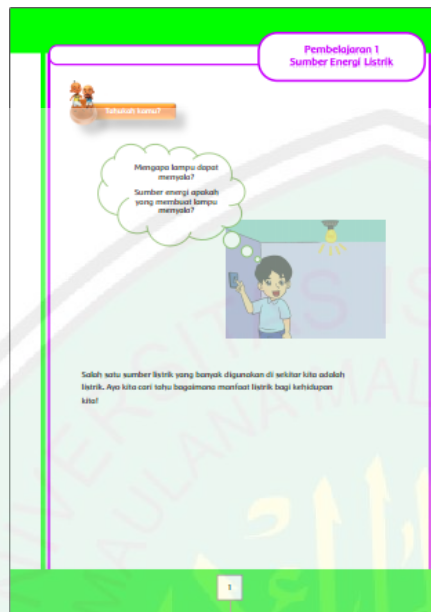 Pembelajaran 1
Sumber Energi Listrik
Tahukah kamu?
Mengapa lampu dapat
menyala?
Sumber energi apakah
yang membuat lampu
menyala?
Salah satu sumber listrik yang banyak digunakan di sekitar kita adalah
listrik. Ayo kita cari tahu bagaimana manfaat listrik bagi kehidupan
kita!
1